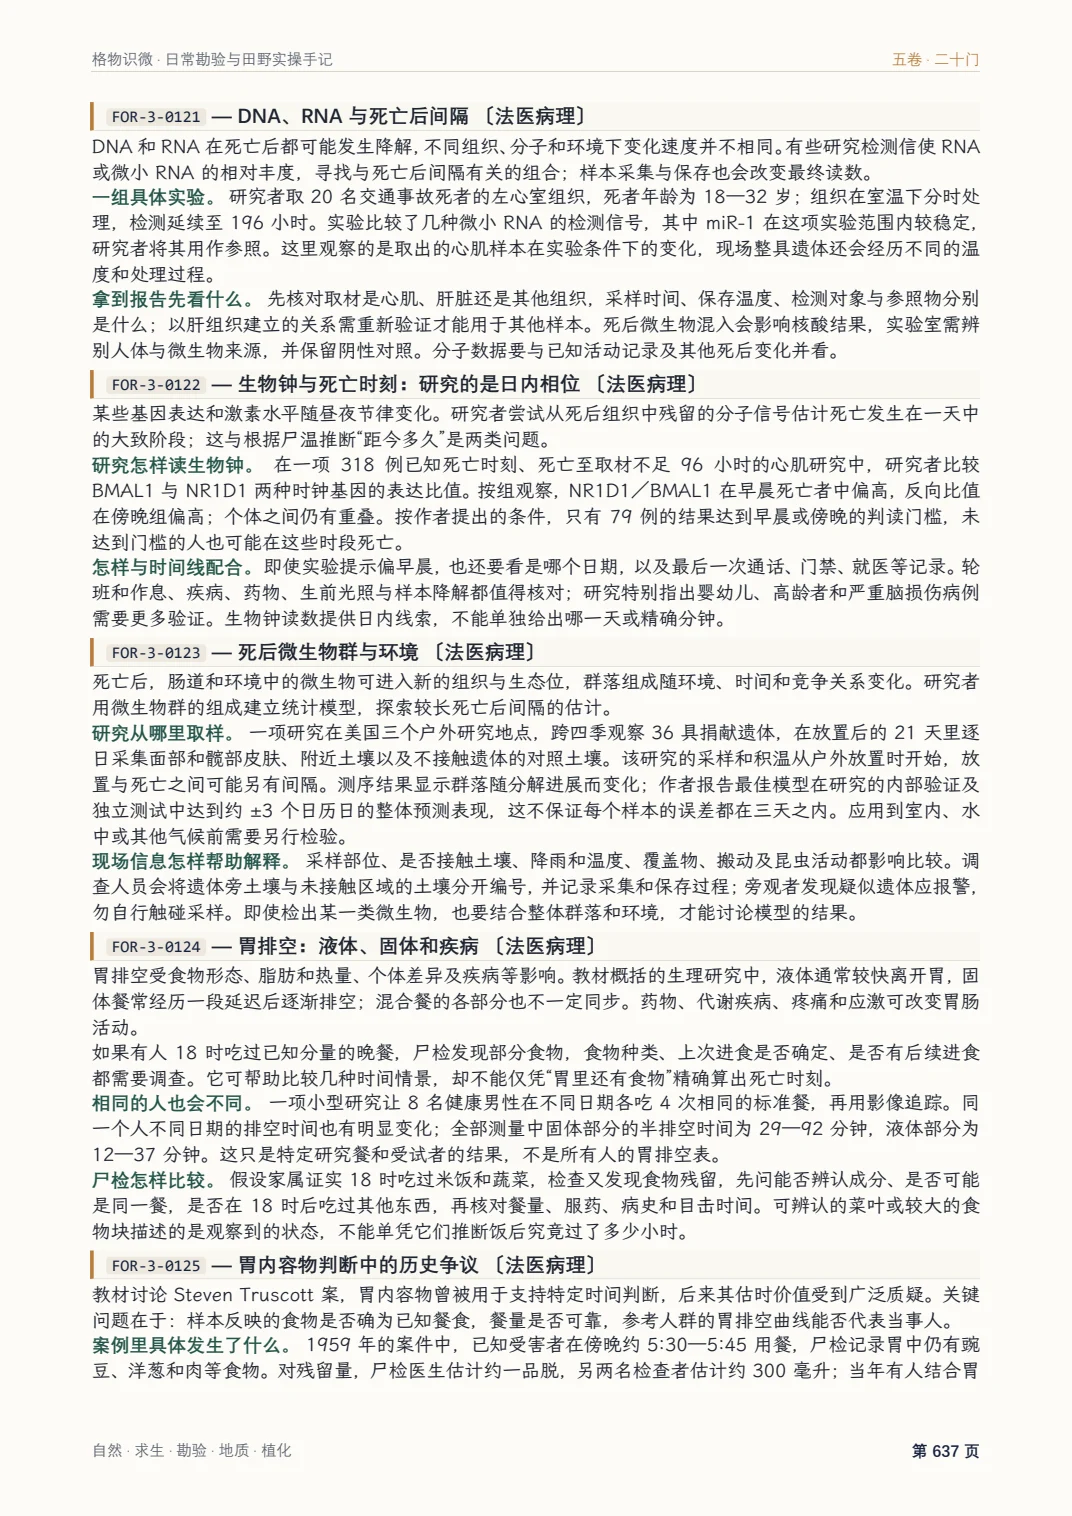 格物识微 · 日常勘验与田野实操手记
五卷 · 二十门
FOR-3-0121 — DNA、RNA 与死亡后间隔 〔法医病理〕
DNA 和 RNA 在死亡后都可能发生降解，不同组织、分子和环境下变化速度并不相同。有些研究检测信使 RNA
或微小 RNA 的相对丰度，寻找与死亡后间隔有关的组合；样本采集与保存也会改变最终读数。
一组具体实验。 研究者取 20 名交通事故死者的左心室组织，死者年龄为 18—32 岁；组织在室温下分时处
理，检测延续至 196 小时。实验比较了几种微小 RNA 的检测信号，其中 miR-1 在这项实验范围内较稳定，
研究者将其用作参照。这里观察的是取出的心肌样本在实验条件下的变化，现场整具遗体还会经历不同的温
度和处理过程。
拿到报告先看什么。 先核对取材是心肌、肝脏还是其他组织，采样时间、保存温度、检测对象与参照物分别
是什么；以肝组织建立的关系需重新验证才能用于其他样本。死后微生物混入会影响核酸结果，实验室需辨
别人体与微生物来源，并保留阴性对照。分子数据要与已知活动记录及其他死后变化并看。
FOR-3-0122 — 生物钟与死亡时刻：研究的是日内相位 〔法医病理〕
某些基因表达和激素水平随昼夜节律变化。研究者尝试从死后组织中残留的分子信号估计死亡发生在一天中
的大致阶段；这与根据尸温推断“距今多久”是两类问题。
研究怎样读生物钟。 在一项 318 例已知死亡时刻、死亡至取材不足 96 小时的心肌研究中，研究者比较
BMAL1 与 NR1D1 两种时钟基因的表达比值。按组观察，NR1D1／BMAL1 在早晨死亡者中偏高，反向比值
在傍晚组偏高；个体之间仍有重叠。按作者提出的条件，只有 79 例的结果达到早晨或傍晚的判读门槛，未
达到门槛的人也可能在这些时段死亡。
怎样与时间线配合。即使实验提示偏早晨，也还要看是哪个日期，以及最后一次通话、门禁、就医等记录。轮
班和作息、疾病、药物、生前光照与样本降解都值得核对；研究特别指出婴幼儿、高龄者和严重脑损伤病例
需要更多验证。生物钟读数提供日内线索，不能单独给出哪一天或精确分钟。
FOR-3-0123 — 死后微生物群与环境 〔法医病理〕
死亡后，肠道和环境中的微生物可进入新的组织与生态位，群落组成随环境、时间和竞争关系变化。研究者
用微生物群的组成建立统计模型，探索较长死亡后间隔的估计。
研究从哪里取样。 一项研究在美国三个户外研究地点，跨四季观察 36 具捐献遗体，在放置后的 21 天里逐
日采集面部和髋部皮肤、附近土壤以及不接触遗体的对照土壤。该研究的采样和积温从户外放置时开始，放
置与死亡之间可能另有间隔。测序结果显示群落随分解进展而变化；作者报告最佳模型在研究的内部验证及
独立测试中达到约 ±3 个日历日的整体预测表现，这不保证每个样本的误差都在三天之内。应用到室内、水
中或其他气候前需要另行检验。
现场信息怎样帮助解释。 采样部位、是否接触土壤、降雨和温度、覆盖物、搬动及昆虫活动都影响比较。调
查人员会将遗体旁土壤与未接触区域的土壤分开编号，并记录采集和保存过程；旁观者发现疑似遗体应报警，
勿自行触碰采样。即使检出某一类微生物，也要结合整体群落和环境，才能讨论模型的结果。
FOR-3-0124 — 胃排空：液体、固体和疾病 〔法医病理〕
胃排空受食物形态、脂肪和热量、个体差异及疾病等影响。教材概括的生理研究中，液体通常较快离开胃，固
体餐常经历一段延迟后逐渐排空；混合餐的各部分也不一定同步。药物、代谢疾病、疼痛和应激可改变胃肠
活动。
如果有人 18 时吃过已知分量的晚餐，尸检发现部分食物，食物种类、上次进食是否确定、是否有后续进食
都需要调查。它可帮助比较几种时间情景，却不能仅凭“胃里还有食物”精确算出死亡时刻。
相同的人也会不同。 一项小型研究让 8 名健康男性在不同日期各吃 4 次相同的标准餐，再用影像追踪。同
一个人不同日期的排空时间也有明显变化；全部测量中固体部分的半排空时间为 29—92 分钟，液体部分为
12—37 分钟。这只是特定研究餐和受试者的结果，不是所有人的胃排空表。
尸检怎样比较。 假设家属证实 18 时吃过米饭和蔬菜，检查又发现食物残留，先问能否辨认成分、是否可能
是同一餐，是否在 18 时后吃过其他东西，再核对餐量、服药、病史和目击时间。可辨认的菜叶或较大的食
物块描述的是观察到的状态，不能单凭它们推断饭后究竟过了多少小时。
FOR-3-0125 — 胃内容物判断中的历史争议 〔法医病理〕
教材讨论 Steven Truscott 案，胃内容物曾被用于支持特定时间判断，后来其估时价值受到广泛质疑。关键
问题在于：样本反映的食物是否确为已知餐食，餐量是否可靠，参考人群的胃排空曲线能否代表当事人。
案例里具体发生了什么。 1959 年的案件中，已知受害者在傍晚约 5:30—5:45 用餐，尸检记录胃中仍有豌
豆、洋葱和肉等食物。对残留量，尸检医生估计约一品脱，另两名检查者估计约 300 毫升；当年有人结合胃
自然 · 求生 · 勘验 · 地质 · 植化
第 637 页